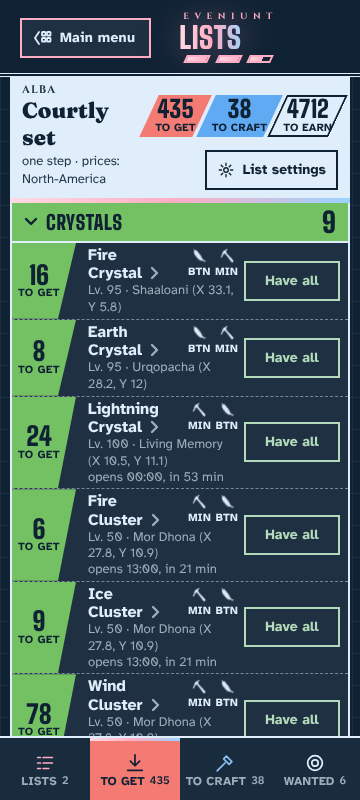 Main menu
EVENIUNT
LISTS
ALBA
Courtly
set
one step · prices:
North-America
435
TO GET
38
TO CRAFT
4712
TO EARN
List settings
CRYSTALS
9
16
TO GET
Fire
Crystal
Lv. 95 · Shaaloani (X 33.1,
Y 5.8)
BTN MIN
Have all
8
TO GET
Earth
Crystal
Lv. 95 · Urqopacha (X
28.2, Y 12)
BTN MIN
Have all
24
TO GET
Lightning
Crystal
Lv. 100 · Living Memory
(X 10.5, Y 11.1)
opens 00:00, in 53 min
MIN BTN
Have all
6
TO GET
Fire
Cluster
Lv. 50 · Mor Dhona (X
27.8, Y 10.9)
opens 13:00, in 21 min
MIN BTN
Have all
9
TO GET
Ice
Cluster
Lv. 50 · Mor Dhona (X
27.8, Y 10.9)
opens 13:00, in 21 min
MIN BTN
Have all
78
TO GET
Wind
Cluster
Lv. 50 · Mor Dhona (X
27.8, Y 10.9)
MIN BTN
Have all
LISTS 2
TO GET 435
TO CRAFT 38
WANTED 6